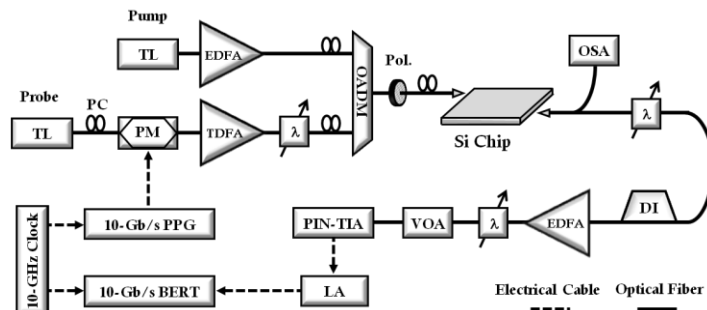 Pump
TL
EDFA
OADM
Pol.
OSA
Probe
PC
TL
PM
TDFA
λ
Si Chip
λ
10-GHz Clock
10-Gb/s PPG
PIN-TIA
VOA
λ
EDFA
DI
10-Gb/s BERT
LA
Electrical Cable
Optical Fiber